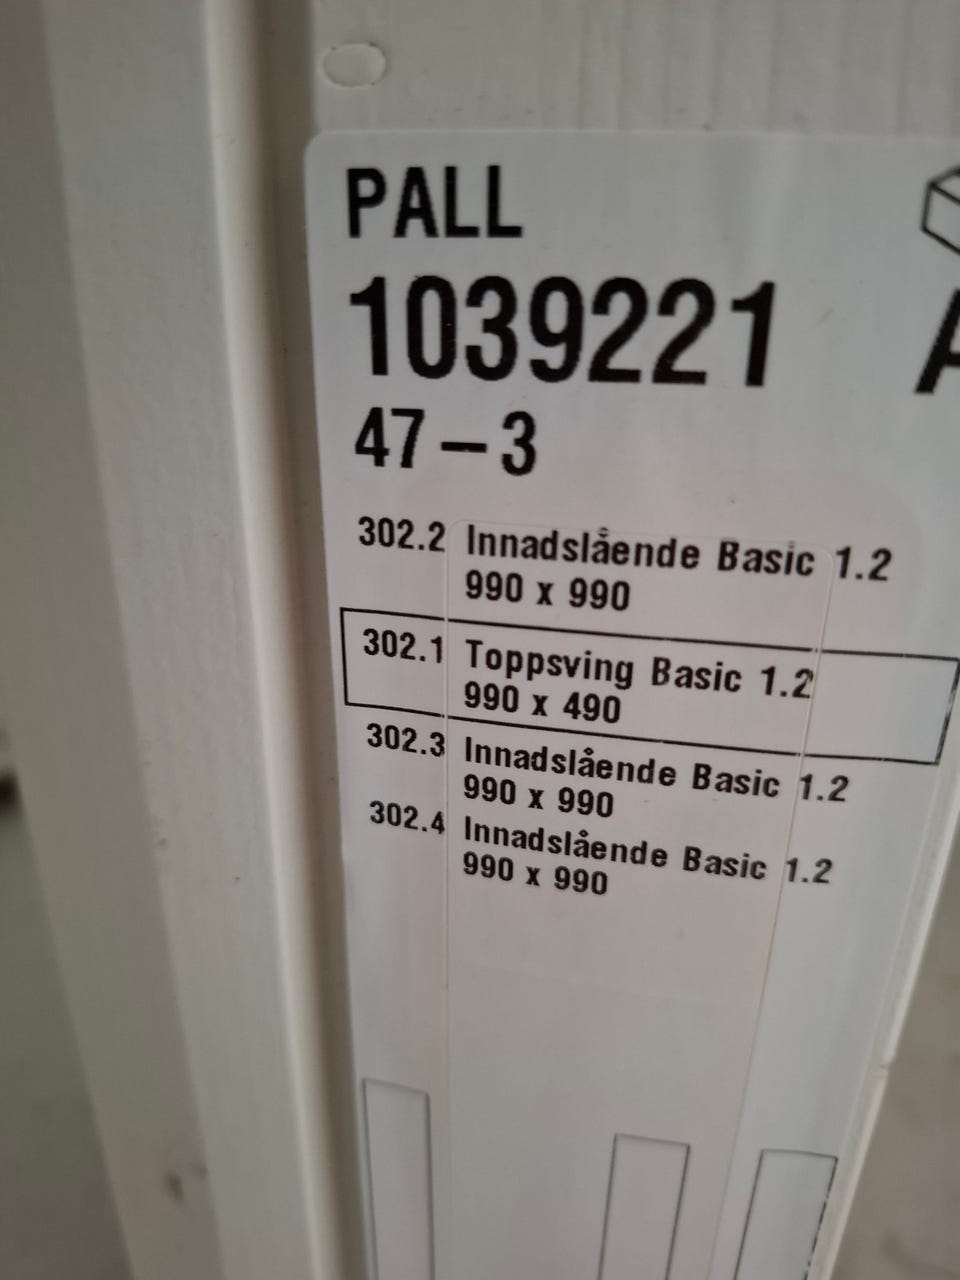 PALL
1039221
47-3
302.2 Innadslående Basic 1.2
990 x 990
302.1 Toppsving Basic 1.2
990 x 490
302.3 Innadslående Basic 1.2
990 x 990
302.4 Innadslående Basic 1.2
990 x 990